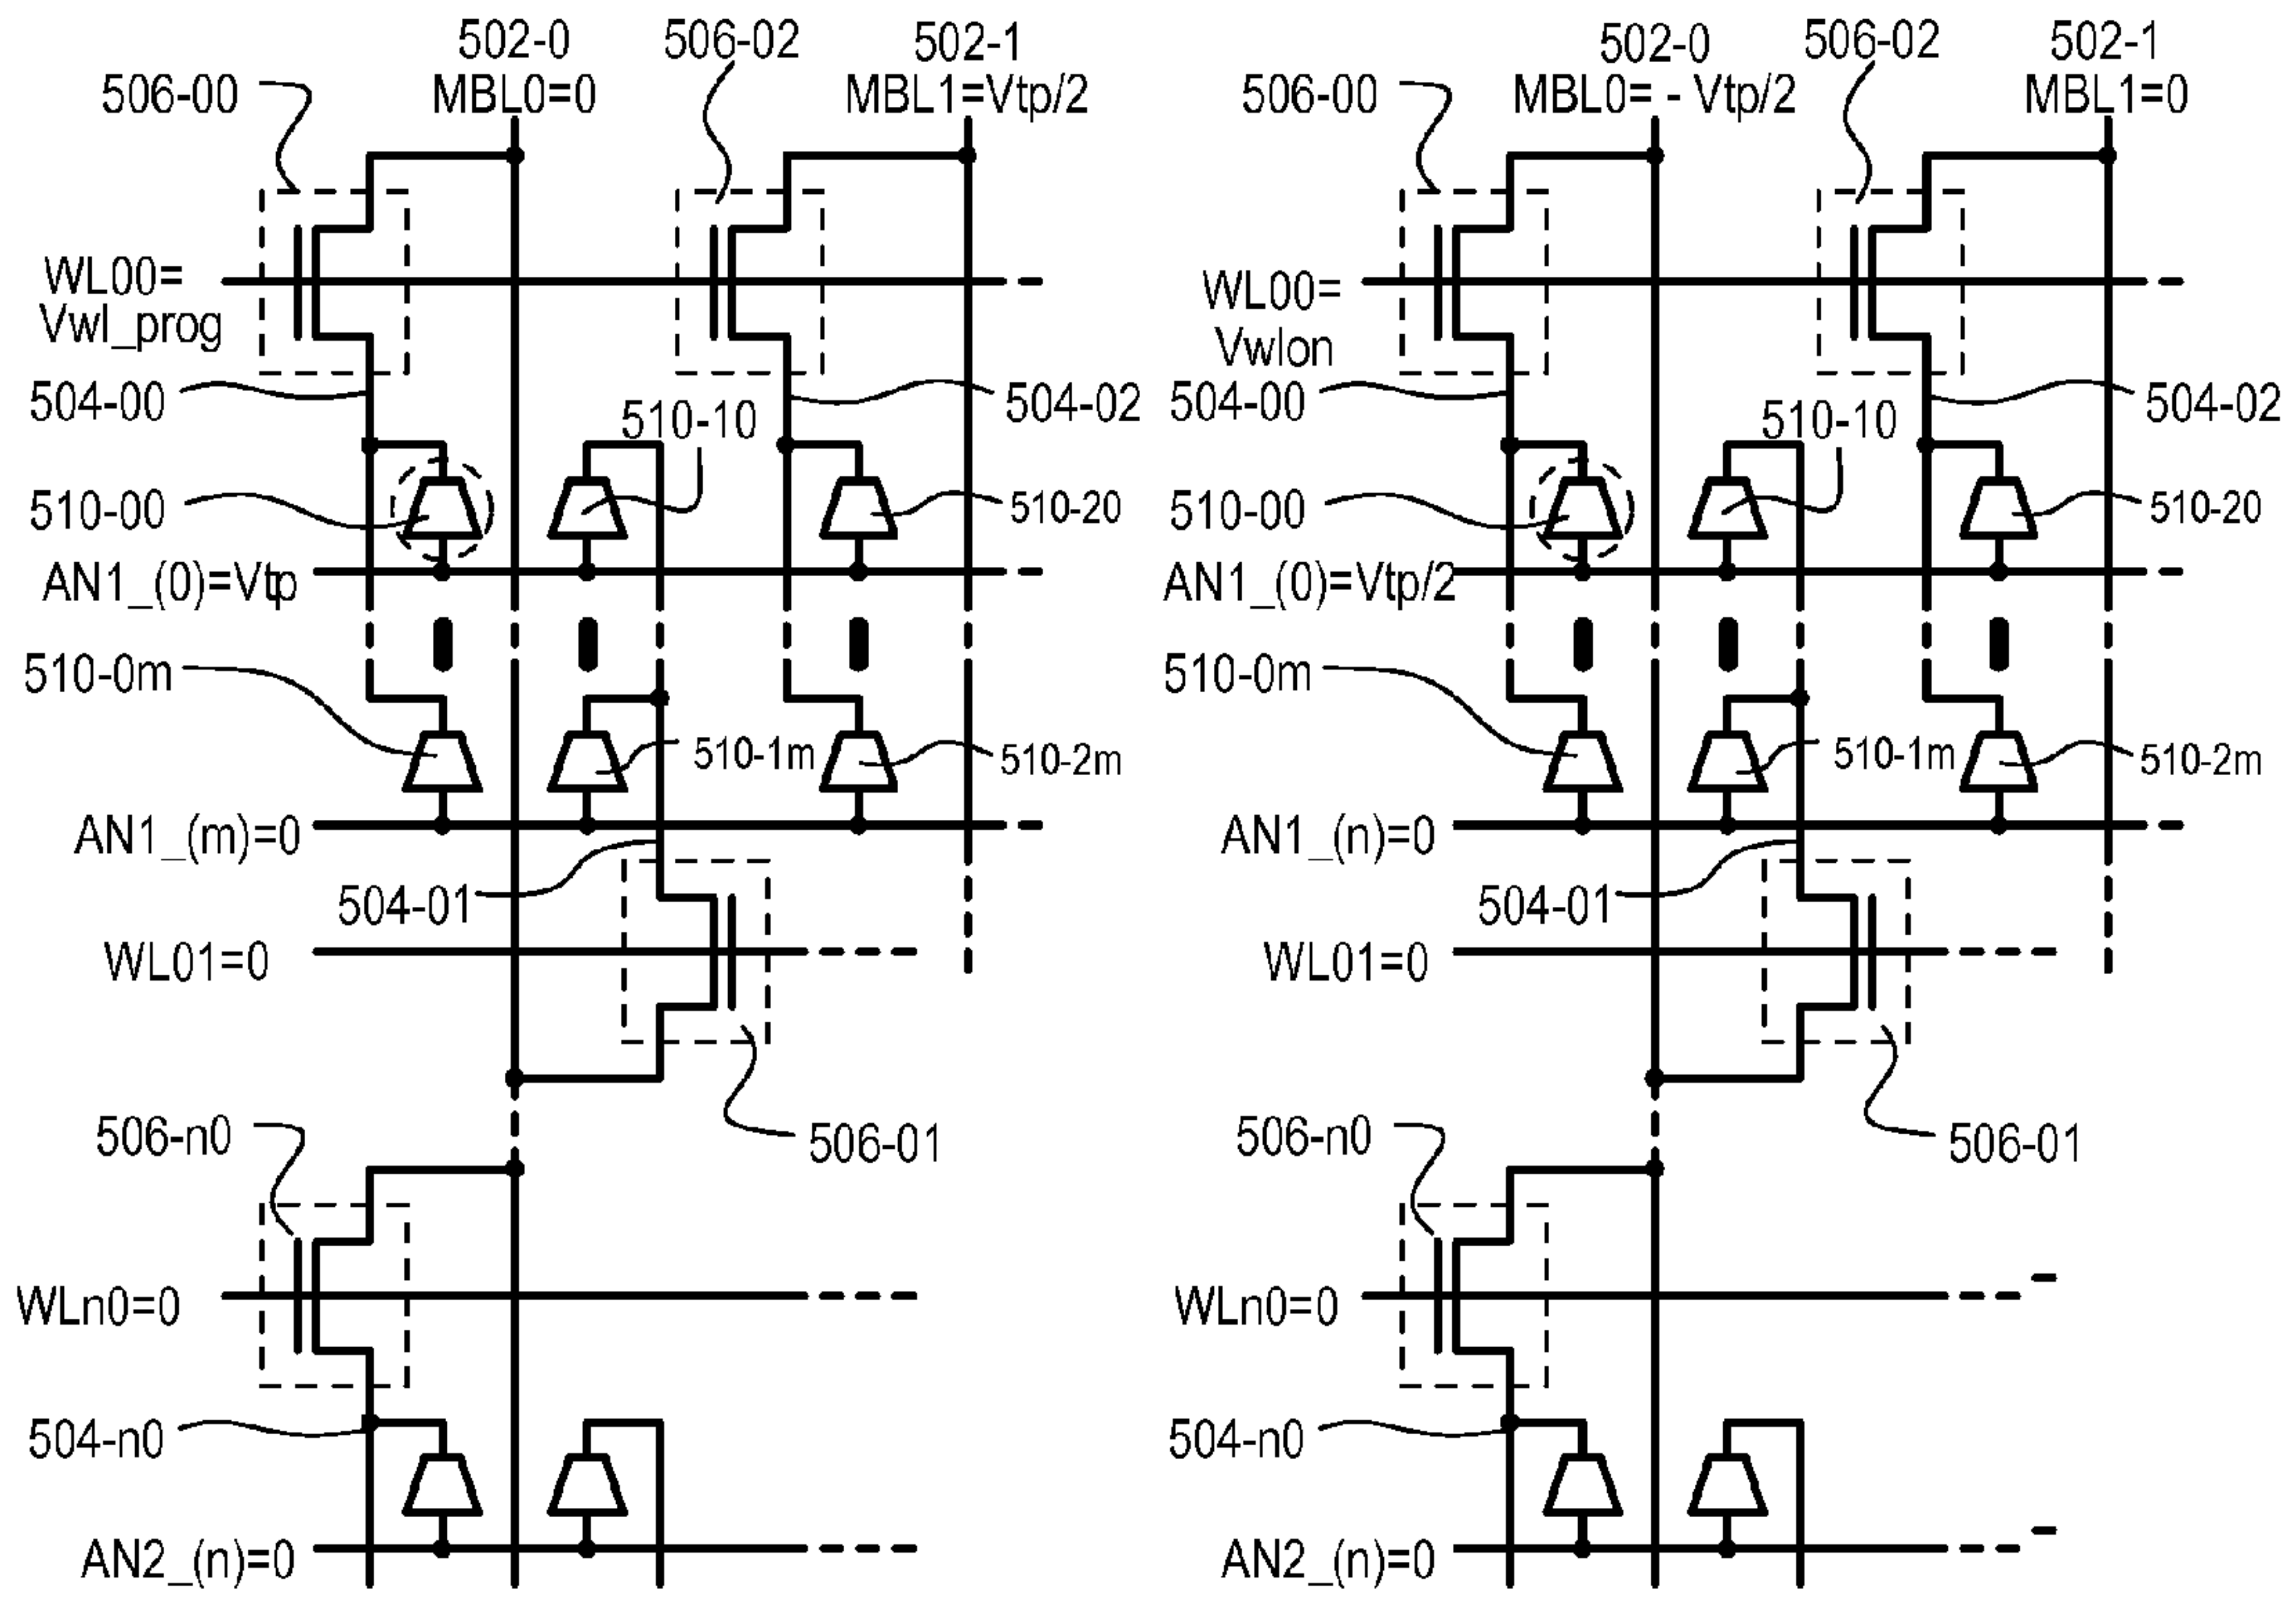 502-0
MBL0=0
506-02
502-1
MBL1=Vtp/2
506-00
WL00=
Vwl_prog
504-00
504-02
510-10
510-00
510-20
AN1_(0)=Vtp
510-0m
510-1m
510-2m
AN1_(m)=0
504-01
WL01=0
506-n0
506-01
WLn0=0
504-n0
AN2_(n)=0
502-0
MBL0= - Vtp/2
506-02
502-1
MBL1=0
506-00
WL00=
Vwlon
504-00
504-02
510-10
510-00
510-20
AN1_(0)=Vtp/2
510-0m
510-1m
510-2m
AN1_(n)=0
504-01
WL01=0
506-n0
506-01
WLn0=0
504-n0
AN2_(n)=0